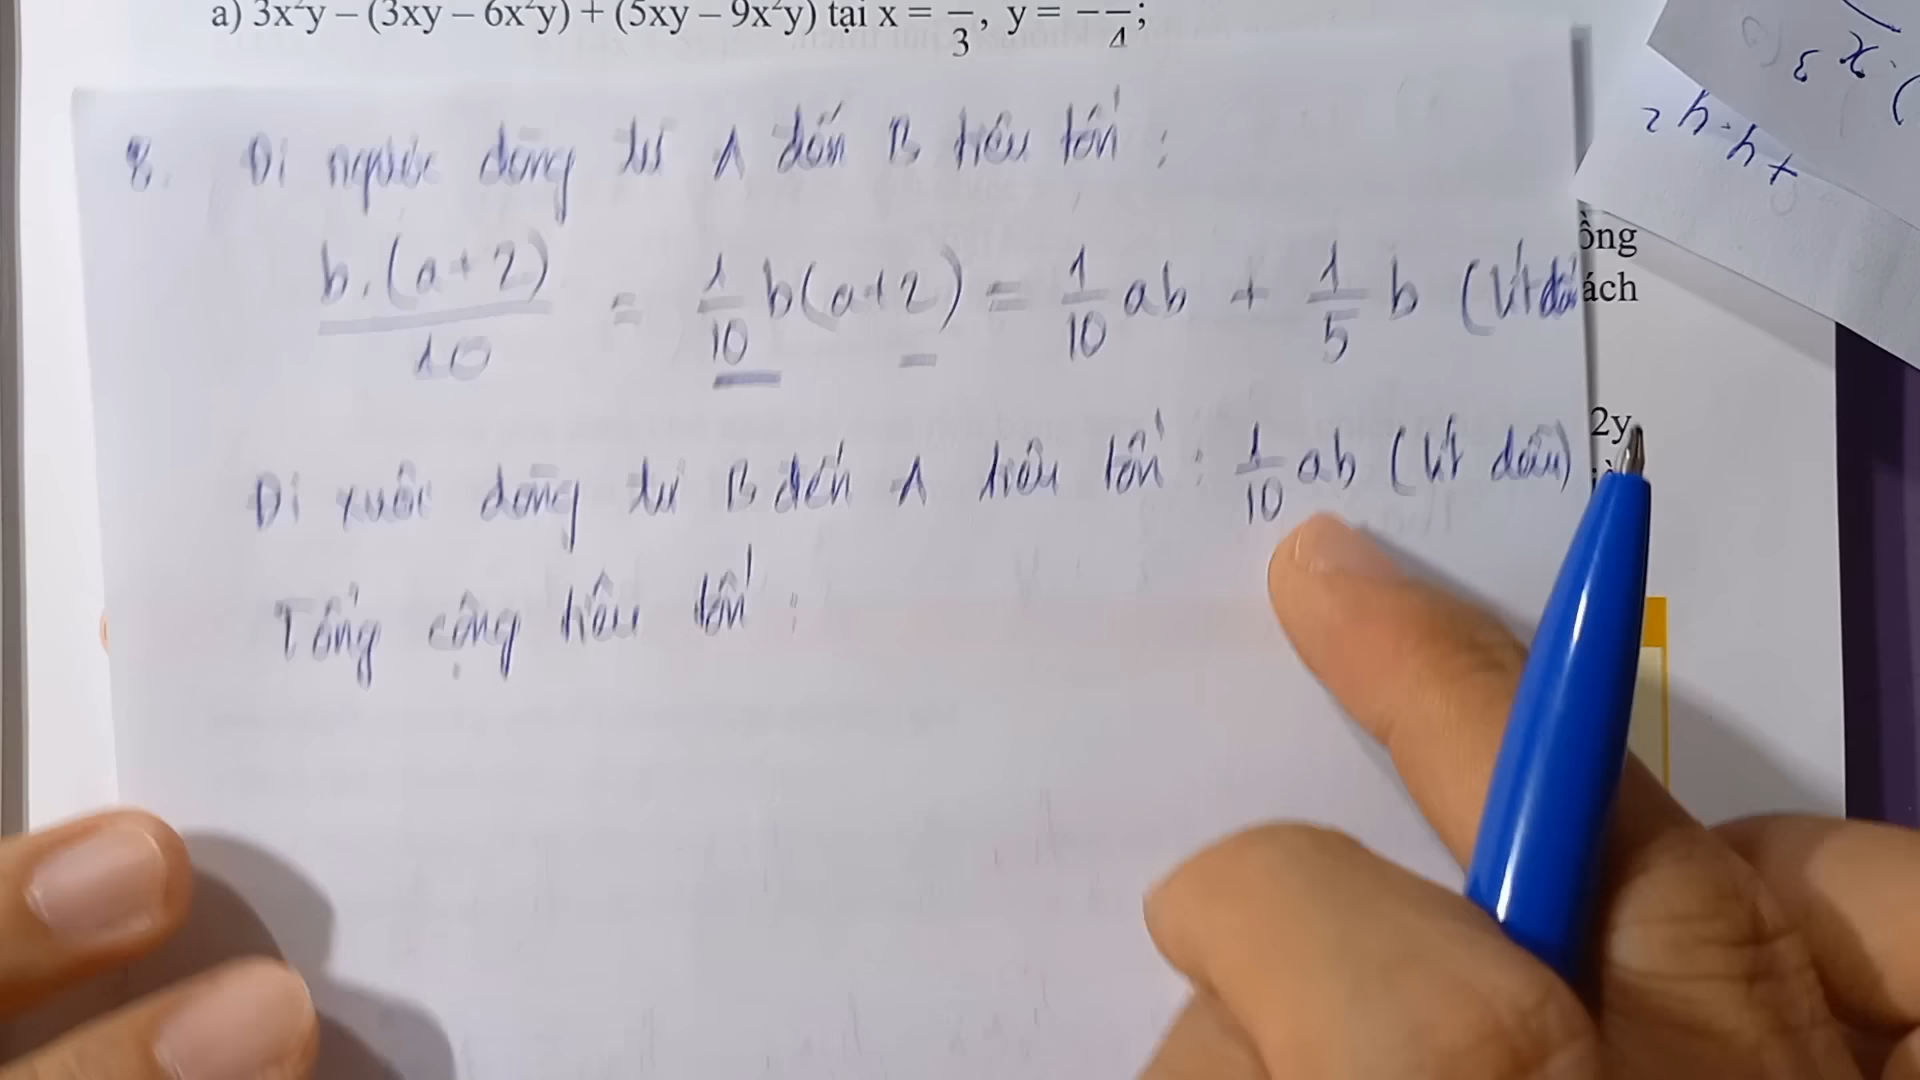 a) 3x²y – (3xy – 6x²y) + (5xy – 9x²y) tại x = /3, y = – /4;
8. Đi ngược dòng từ A đến B tiêu tốn :
b.(a+2)/10 = 1/10 b(a+2) = 1/10 ab + 1/5 b (lít dầu
Đi xuôi dòng từ B đến A tiêu tốn : 1/10 ab (lít dầu)
Tổng cộng tiêu tốn :
ồng
ách
2y